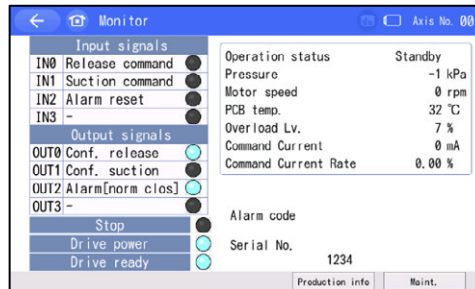 Monitor
Axis No. 00
Input signals
IN0 Release command
IN1 Suction command
IN2 Alarm reset
IN3 -
Output signals
OUT0 Conf. release
OUT1 Conf. suction
OUT2 Alarm[norm clos]
OUT3 -
Stop
Drive power
Drive ready
Operation status Standby
Pressure -1 kPa
Motor speed 0 rpm
PCB temp. 32 ℃
Overload Lv. 7 %
Command Current 0 mA
Command Current Rate 0.00 %
Alarm code
Serial No.
1234
Production info
Maint.